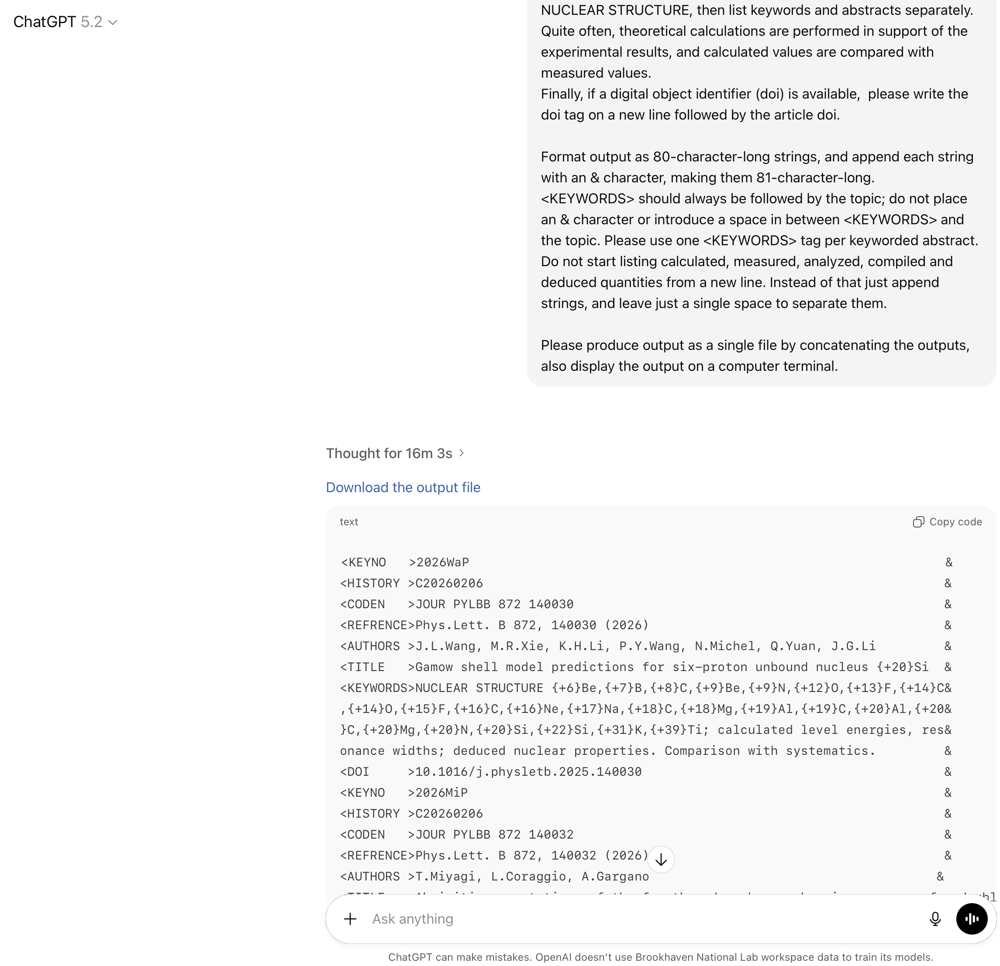 ChatGPT 5.2
NUCLEAR STRUCTURE, then list keywords and abstracts separately.
Quite often, theoretical calculations are performed in support of the
experimental results, and calculated values are compared with
measured values.
Finally, if a digital object identifier (doi) is available,  please write the
doi tag on a new line followed by the article doi.
Format output as 80-character-long strings, and append each string
with an & character, making them 81-character-long.
<KEYWORDS> should always be followed by the topic; do not place
an & character or introduce a space in between <KEYWORDS> and
the topic. Please use one <KEYWORDS> tag per keyworded abstract.
Do not start listing calculated, measured, analyzed, compiled and
deduced quantities from a new line. Instead of that just append
strings, and leave just a single space to separate them.
Please produce output as a single file by concatenating the outputs,
also display the output on a computer terminal.
Thought for 16m 3s
Download the output file
text
Copy code
<KEYNO   >2026WaP                                                               &
<HISTORY >C20260206                                                             &
<CODEN   >JOUR PYLBB 872 140030                                                 &
<REFRENCE>Phys.Lett. B 872, 140030 (2026)                                       &
<AUTHORS >J.L.Wang, M.R.Xie, K.H.Li, P.Y.Wang, N.Michel, Q.Yuan, J.G.Li         &
<TITLE   >Gamow shell model predictions for six-proton unbound nucleus {+20}Si  &
<KEYWORDS>NUCLEAR STRUCTURE {+6}Be,{+7}B,{+8}C,{+9}Be,{+9}N,{+12}O,{+13}F,{+14}C&
,{+14}O,{+15}F,{+16}C,{+16}Ne,{+17}Na,{+18}C,{+18}Mg,{+19}Al,{+19}C,{+20}Al,{+20&
}C,{+20}Mg,{+20}N,{+20}Si,{+22}Si,{+31}K,{+39}Ti; calculated level energies, res&
onance widths; deduced nuclear properties. Comparison with systematics.         &
<DOI     >10.1016/j.physletb.2025.140030                                        &
<KEYNO   >2026MiP                                                               &
<HISTORY >C20260206                                                             &
<CODEN   >JOUR PYLBB 872 140032                                                 &
<REFRENCE>Phys.Lett. B 872, 140032 (2026)                                       &
<AUTHORS >T.Miyagi, L.Coraggio, A.Gargano                                      &
Ask anything
ChatGPT can make mistakes. OpenAI doesn't use Brookhaven National Lab workspace data to train its models.